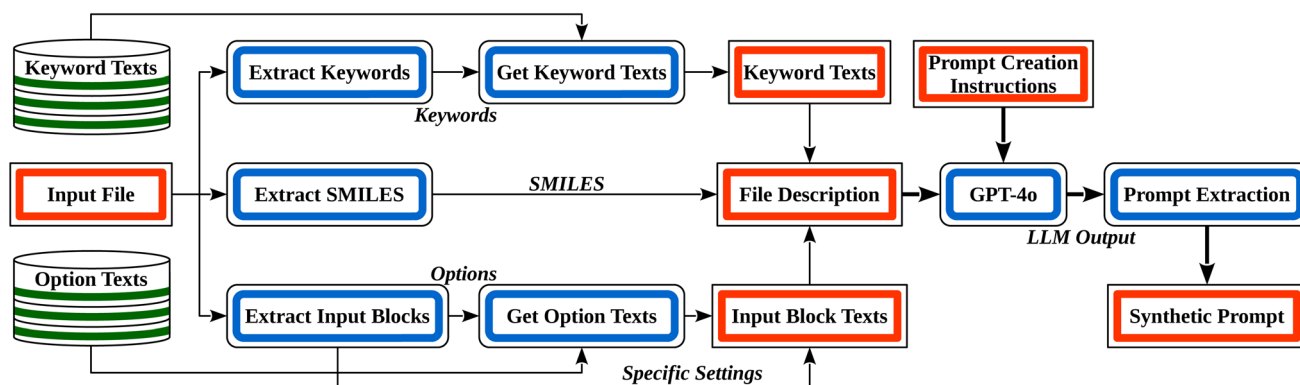 Keyword Texts
Extract Keywords
Get Keyword Texts
Keyword Texts
Prompt Creation
Instructions
Keywords
Input File
Extract SMILES
SMILES
File Description
GPT-4o
Prompt Extraction
LLM Output
Option Texts
Options
Extract Input Blocks
Get Option Texts
Input Block Texts
Synthetic Prompt
Specific Settings